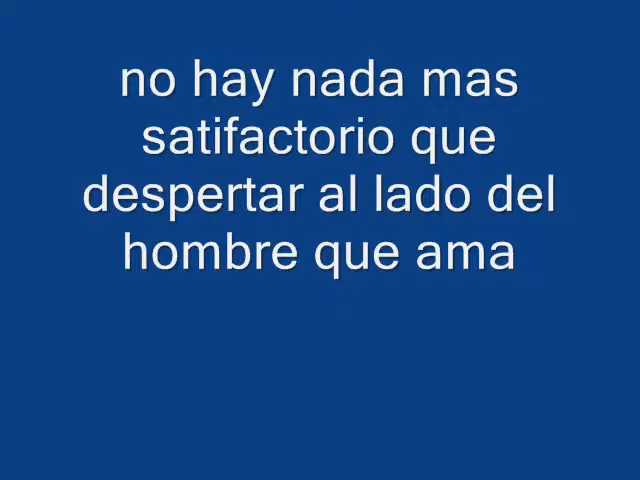 no hay nada mas
satifactorio que
despertar al lado del
hombre que ama